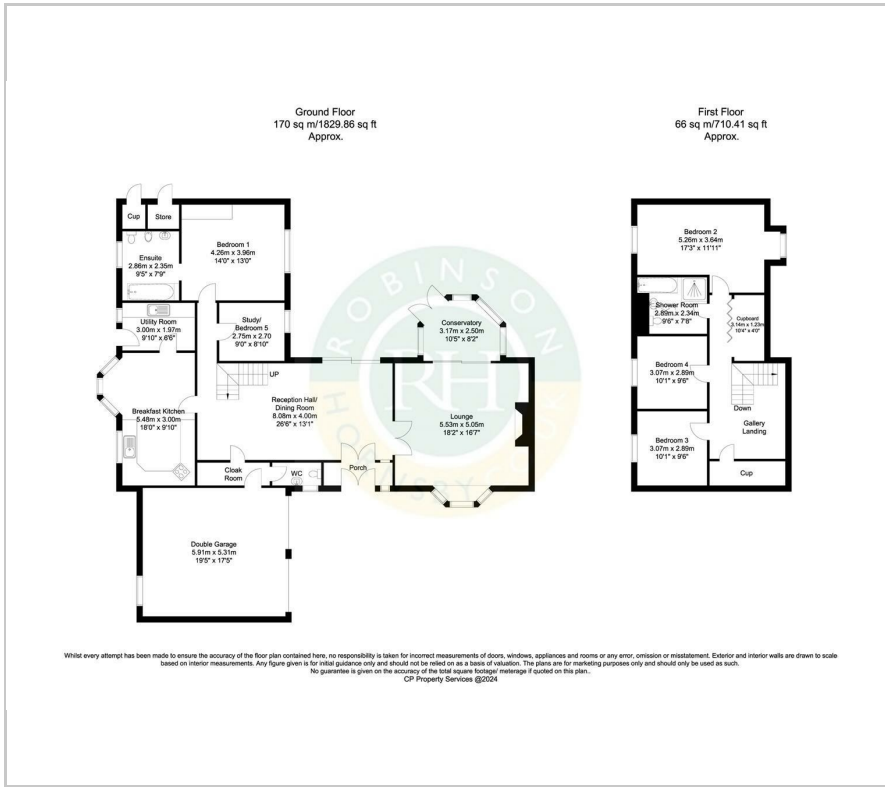 Ground Floor
170 sq m/1829.86 sq ft
Approx.
First Floor
66 sq m/710.41 sq ft
Approx.
Cup
Store
Bedroom 1
4.26m x 3.96m
14'0" x 13'0"
Ensuite
2.86m x 2.35m
9'5" x 7'9"
Utility Room
3.00m x 1.97m
9'10" x 6'6"
Study/
Bedroom 5
2.75m x 2.70
9'0" x 8'10"
Conservatory
3.17m x 2.50m
10'5" x 8'2"
UP
Breakfast Kitchen
5.48m x 3.00m
18'0" x 9'10"
Reception Hall/
Dining Room
8.08m x 4.00m
26'6" x 13'1"
Lounge
5.53m x 5.05m
18'2" x 16'7"
Cloak
Room
WC
Porch
Double Garage
5.91m x 5.31m
19'5" x 17'5"
Bedroom 2
5.26m x 3.64m
17'3" x 11'11"
Shower Room
2.89m x 2.34m
9'6" x 7'8"
Cupboard
3.14m x 1.23m
10'4" x 4'0"
Bedroom 4
3.07m x 2.89m
10'1" x 9'6"
Down
Gallery
Landing
Bedroom 3
3.07m x 2.89m
10'1" x 9'6"
Cup
ROBINSON
RH
HORNSBY COOK
Whilst every attempt has been made to ensure the accuracy of the floor plan contained here, no responsibility is taken for incorrect measurements of doors, windows, appliances and rooms or any error, omission or misstatement. Exterior and interior walls are drawn to scale
based on interior measurements. Any figure given is for initial guidance only and should not be relied on as a basis of valuation. The plans are for marketing purposes only and should only be used as such.
No guarantee is given on the accuracy of the total square footage/ meterage if quoted on this plan..
CP Property Services @2024